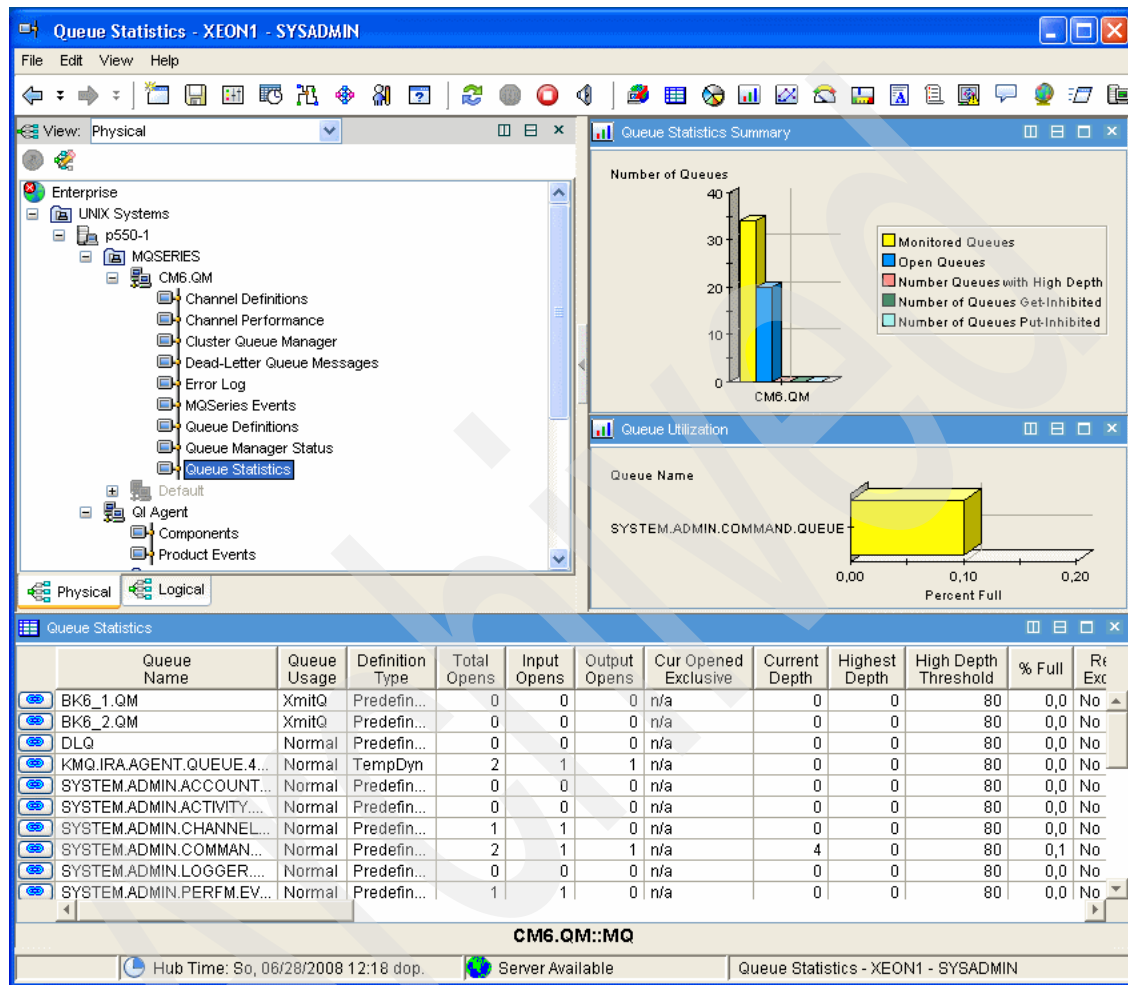 Queue Statistics - XEON1 - SYSADMIN
File Edit View Help
View: Physical
Enterprise
UNIX Systems
p550-1
MQSERIES
CM6.QM
Channel Definitions
Channel Performance
Cluster Queue Manager
Dead-Letter Queue Messages
Error Log
MQSeries Events
Queue Definitions
Queue Manager Status
Queue Statistics
Default
QI Agent
Components
Product Events
Physical Logical
Queue Statistics Summary
Number of Queues
40
30
20
10
0
CM6.QM
Monitored Queues
Open Queues
Number Queues with High Depth
Number of Queues Get-Inhibited
Number of Queues Put-Inhibited
Queue Utilization
Queue Name
SYSTEM.ADMIN.COMMAND.QUEUE
0,00 0,10 0,20
Percent Full
Queue Statistics
Queue Name Queue Usage Definition Type Total Opens Input Opens Output Opens Cur Opened Exclusive Current Depth Highest Depth High Depth Threshold % Full Re Exc
BK6_1.QM XmitQ Predefin... 0 0 0 n/a 0 0 80 0,0 No
BK6_2.QM XmitQ Predefin... 0 0 0 n/a 0 0 80 0,0 No
DLQ Normal Predefin... 0 0 0 n/a 0 0 80 0,0 No
KMQ.IRA.AGENT.QUEUE.4... Normal TempDyn 2 1 1 n/a 0 0 80 0,0 No
SYSTEM.ADMIN.ACCOUNT... Normal Predefin... 0 0 0 n/a 0 0 80 0,0 No
SYSTEM.ADMIN.ACTIVITY.... Normal Predefin... 0 0 0 n/a 0 0 80 0,0 No
SYSTEM.ADMIN.CHANNEL... Normal Predefin... 1 1 0 n/a 0 0 80 0,0 No
SYSTEM.ADMIN.COMMAN... Normal Predefin... 2 1 1 n/a 4 0 80 0,1 No
SYSTEM.ADMIN.LOGGER.... Normal Predefin... 0 0 0 n/a 0 0 80 0,0 No
SYSTEM.ADMIN.PERFM.EV... Normal Predefin... 1 1 0 n/a 0 0 80 0,0 No
CM6.QM::MQ
Hub Time: So, 06/28/2008 12:18 dop. Server Available Queue Statistics - XEON1 - SYSADMIN